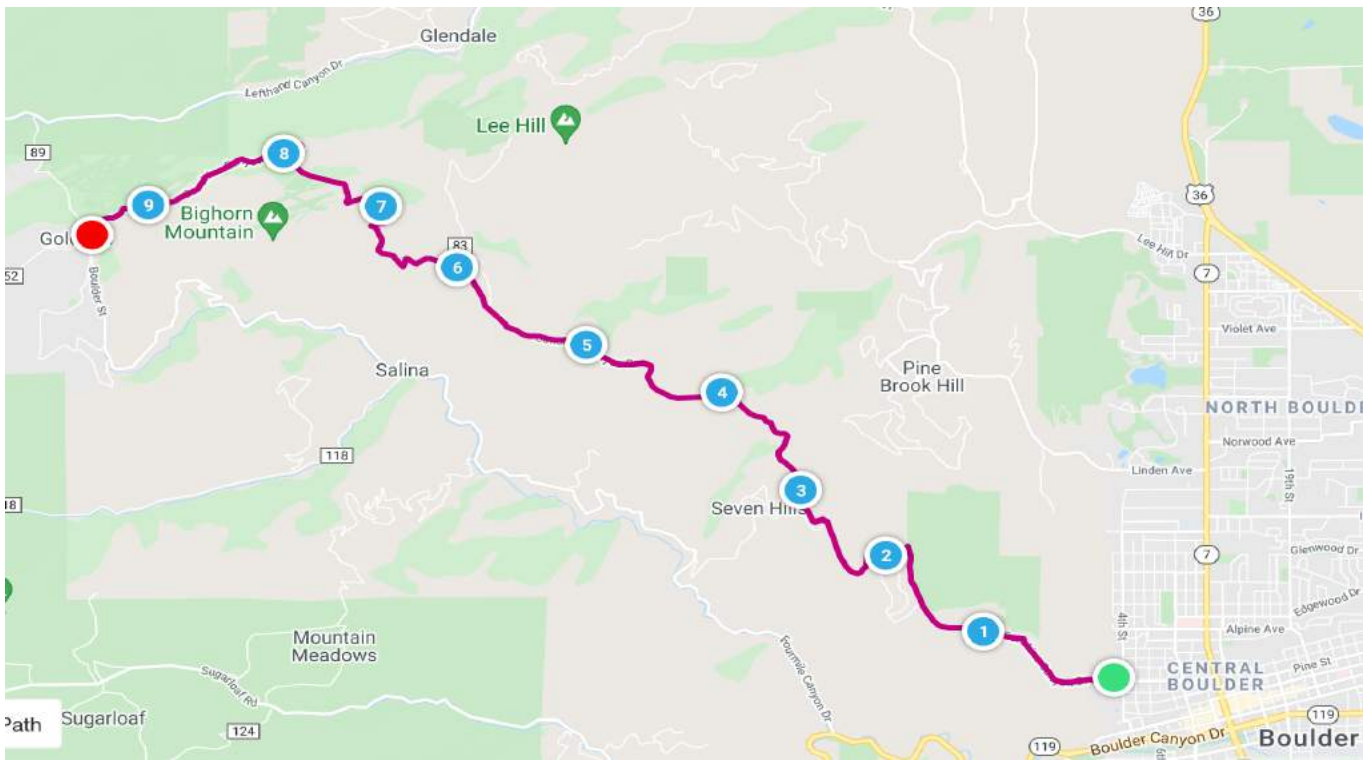 36
Glendale
Lefthand Canyon Dr
Lee Hill
89
8
36
9
7
Bighorn
Mountain
83
Lee Hill Dr
52
6
7
Boulder St
Violet Ave
5
Salina
Pine
Brook Hill
4
NORTH BOULDE
Norwood Ave
118
Linden Ave
19th St
3
18
Seven Hills
2
7
Glenwood Dr
Edgewood Dr
4th St
1
Alpine Ave
Mountain
Meadows
Fourmile Canyon Dr
Pine St
CENTRAL
BOULDER
Sugarloaf Rd
Path
Sugarloaf
124
119
119
Boulder Canyon Dr
6th
Boulder